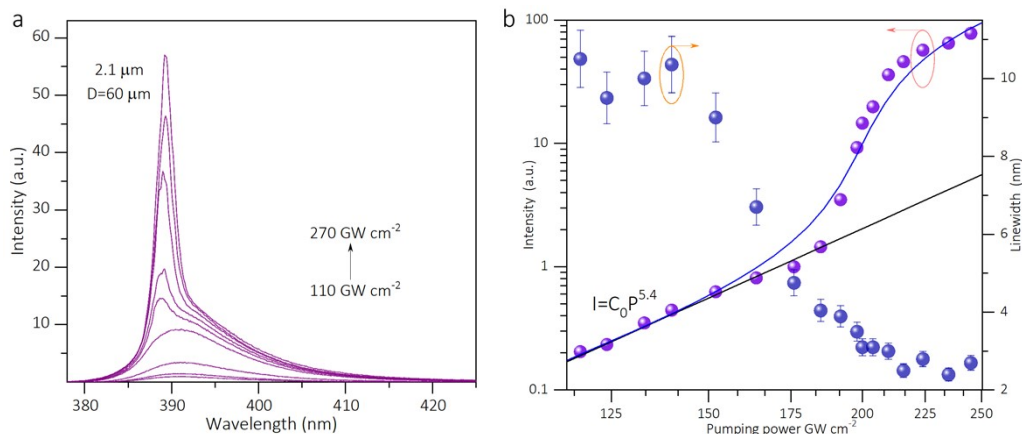 a
60
50
40
30
20
10
Intensity (a.u.)
2.1 µm
D=60 µm
270 GW cm⁻²
110 GW cm⁻²
380 390 400 410 420
Wavelength (nm)
b
100
10
1
0.1
Intensity (a.u.)
I=C₀P⁵·⁴
10
8
6
4
2
Linewidth (nm)
125 150 175 200 225 250
Pumping power GW cm⁻²